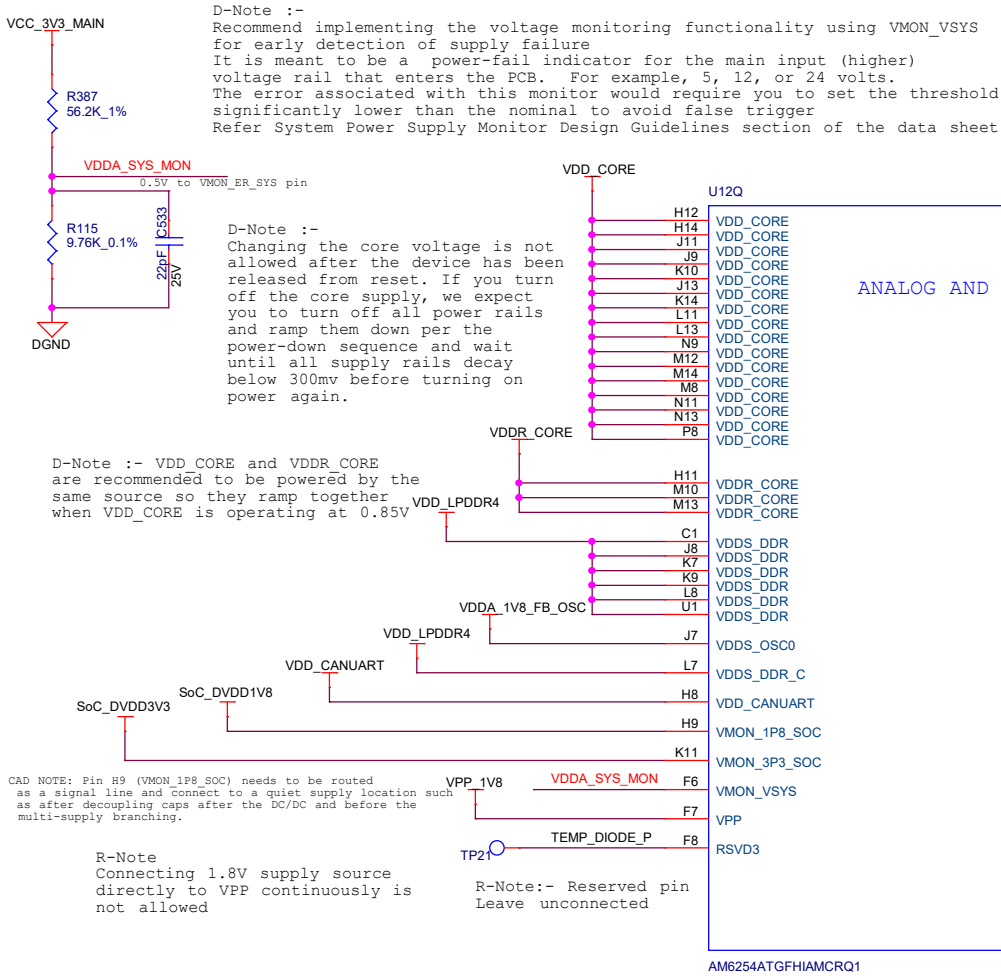 D-Note :-
Recommend implementing the voltage monitoring functionality using VMON_VSYS
for early detection of supply failure
It is meant to be a power-fail indicator for the main input (higher)
voltage rail that enters the PCB. For example, 5, 12, or 24 volts.
The error associated with this monitor would require you to set the threshold
significantly lower than the nominal to avoid false trigger
Refer System Power Supply Monitor Design Guidelines section of the data sheet
VCC_3V3_MAIN
R387
56.2K_1%
VDDA_SYS_MON
0.5V to VMON_ER_SYS pin
R115
9.76K_0.1%
C533
22pF
25V
DGND
D-Note :-
Changing the core voltage is not
allowed after the device has been
released from reset. If you turn
off the core supply, we expect
you to turn off all power rails
and ramp them down per the
power-down sequence and wait
until all supply rails decay
below 300mv before turning on
power again.
D-Note :- VDD_CORE and VDDR_CORE
are recommended to be powered by the
same source so they ramp together
when VDD_CORE is operating at 0.85V
VDD_CORE
U12Q
ANALOG AND
H12 VDD_CORE
H14 VDD_CORE
J11 VDD_CORE
J9 VDD_CORE
K10 VDD_CORE
J13 VDD_CORE
K14 VDD_CORE
L11 VDD_CORE
L13 VDD_CORE
N9 VDD_CORE
M12 VDD_CORE
M14 VDD_CORE
M8 VDD_CORE
N11 VDD_CORE
N13 VDD_CORE
P8 VDD_CORE
VDDR_CORE
H11 VDDR_CORE
M10 VDDR_CORE
M13 VDDR_CORE
VDD_LPDDR4
C1 VDDS_DDR
J8 VDDS_DDR
K7 VDDS_DDR
K9 VDDS_DDR
L8 VDDS_DDR
U1 VDDS_DDR
VDDA_1V8_FB_OSC
J7 VDDS_OSC0
VDD_LPDDR4
L7 VDDS_DDR_C
VDD_CANUART
H8 VDD_CANUART
SoC_DVDD1V8
H9 VMON_1P8_SOC
SoC_DVDD3V3
K11 VMON_3P3_SOC
CAD NOTE: Pin H9 (VMON_1P8_SOC) needs to be routed
as a signal line and connect to a quiet supply location such
as after decoupling caps after the DC/DC and before the
multi-supply branching.
VDDA_SYS_MON
F6 VMON_VSYS
VPP_1V8
F7 VPP
TP21
TEMP_DIODE_P
F8 RSVD3
R-Note
Connecting 1.8V supply source
directly to VPP continuously is
not allowed
R-Note:- Reserved pin
Leave unconnected
AM6254ATGFHIAMCRQ1